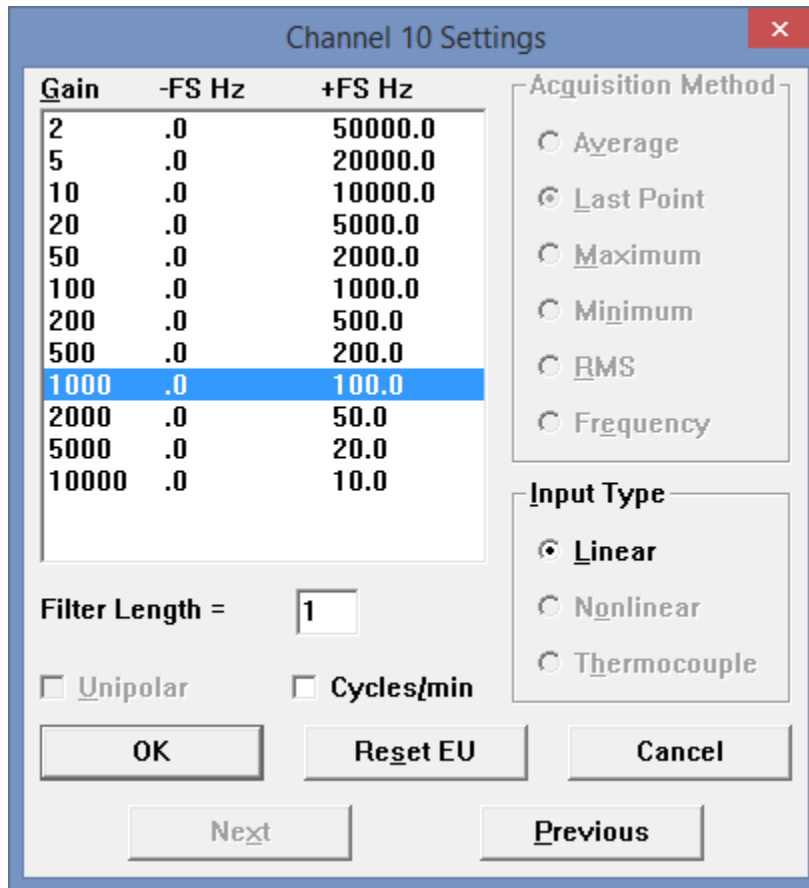 Channel 10 Settings
Gain -FS Hz +FS Hz
2 .0 50000.0
5 .0 20000.0
10 .0 10000.0
20 .0 5000.0
50 .0 2000.0
100 .0 1000.0
200 .0 500.0
500 .0 200.0
1000 .0 100.0
2000 .0 50.0
5000 .0 20.0
10000 .0 10.0
Filter Length = 1
Unipolar
Cycles/min
Acquisition Method
Average
Last Point
Maximum
Minimum
RMS
Frequency
Input Type
Linear
Nonlinear
Thermocouple
OK
Reset EU
Cancel
Next
Previous